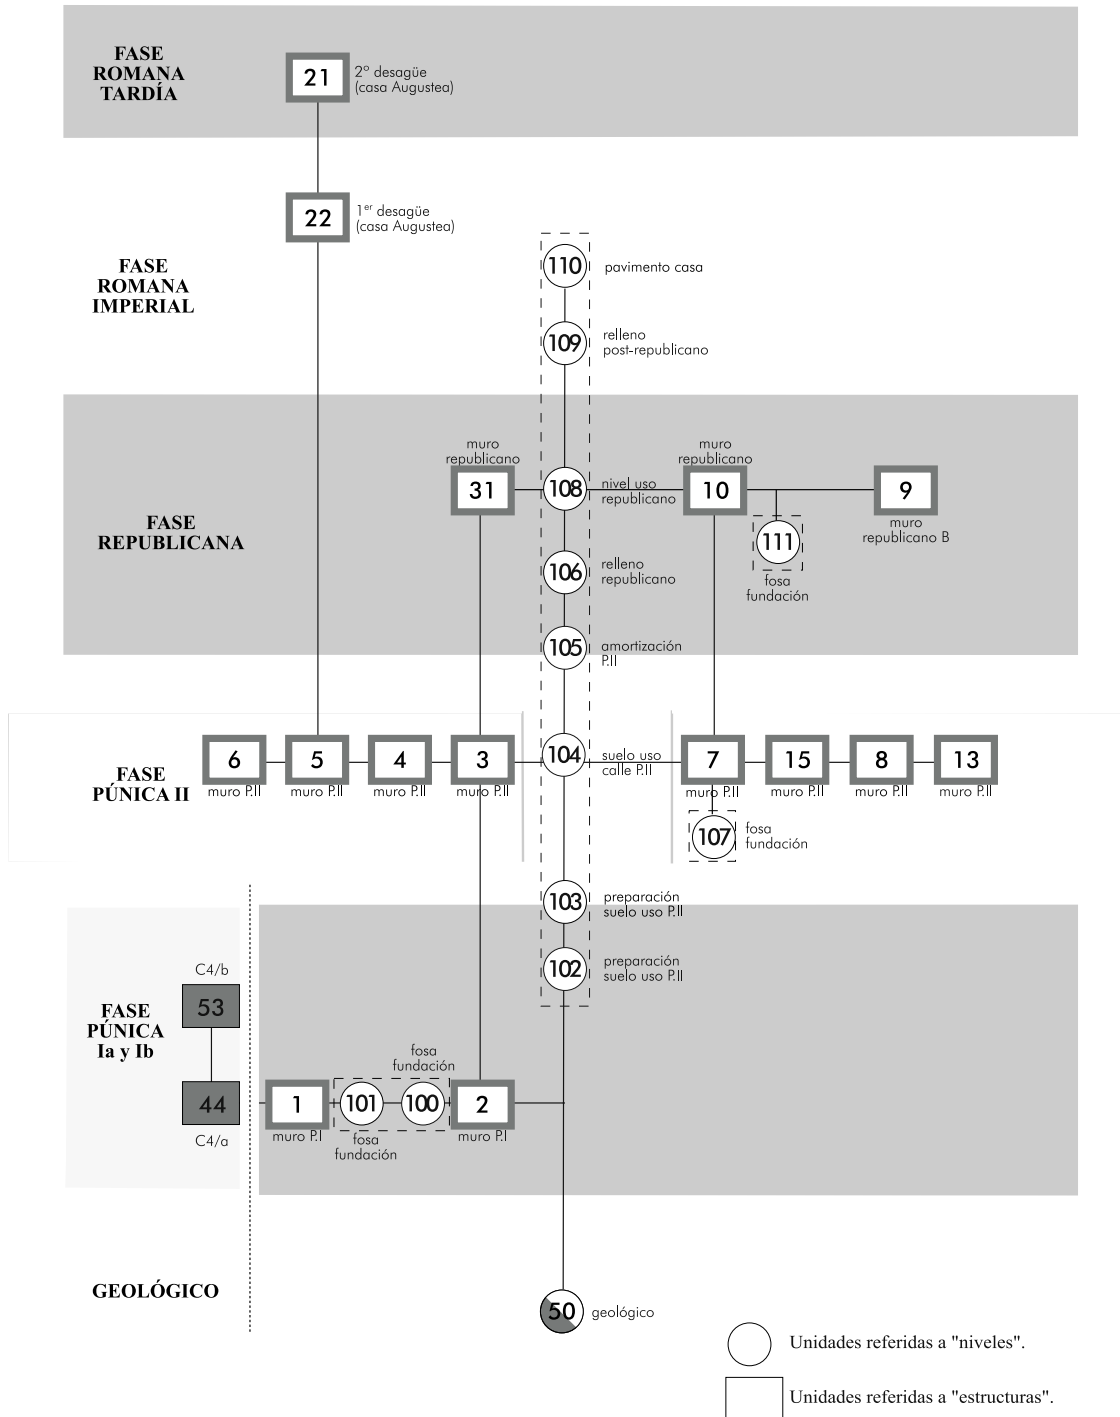 FASE
ROMANA
TARDÍA
21
2º desagüe
(casa Augustea)
22
1er desagüe
(casa Augustea)
FASE
ROMANA
IMPERIAL
110
pavimento casa
109
relleno
post-republicano
muro
republicano
muro
republicano
31
108
nivel uso
republicano
10
9
muro
republicano B
FASE
REPUBLICANA
111
fosa
fundación
106
relleno
republicano
105
amortización
P.II
FASE
PÚNICA II
6
muro P.II
5
muro P.II
4
muro P.II
3
muro P.II
104
suelo uso
calle P.II
7
muro P.II
15
muro P.II
8
muro P.II
13
muro P.II
107
fosa
fundación
103
preparación
suelo uso P.II
102
preparación
suelo uso P.II
C4/b
53
FASE
PÚNICA
Ia y Ib
44
C4/a
1
muro P.I
101
fosa
fundación
fosa
fundación
100
2
muro P.I
GEOLÓGICO
50
geológico
Unidades referidas a "niveles".
Unidades referidas a "estructuras".